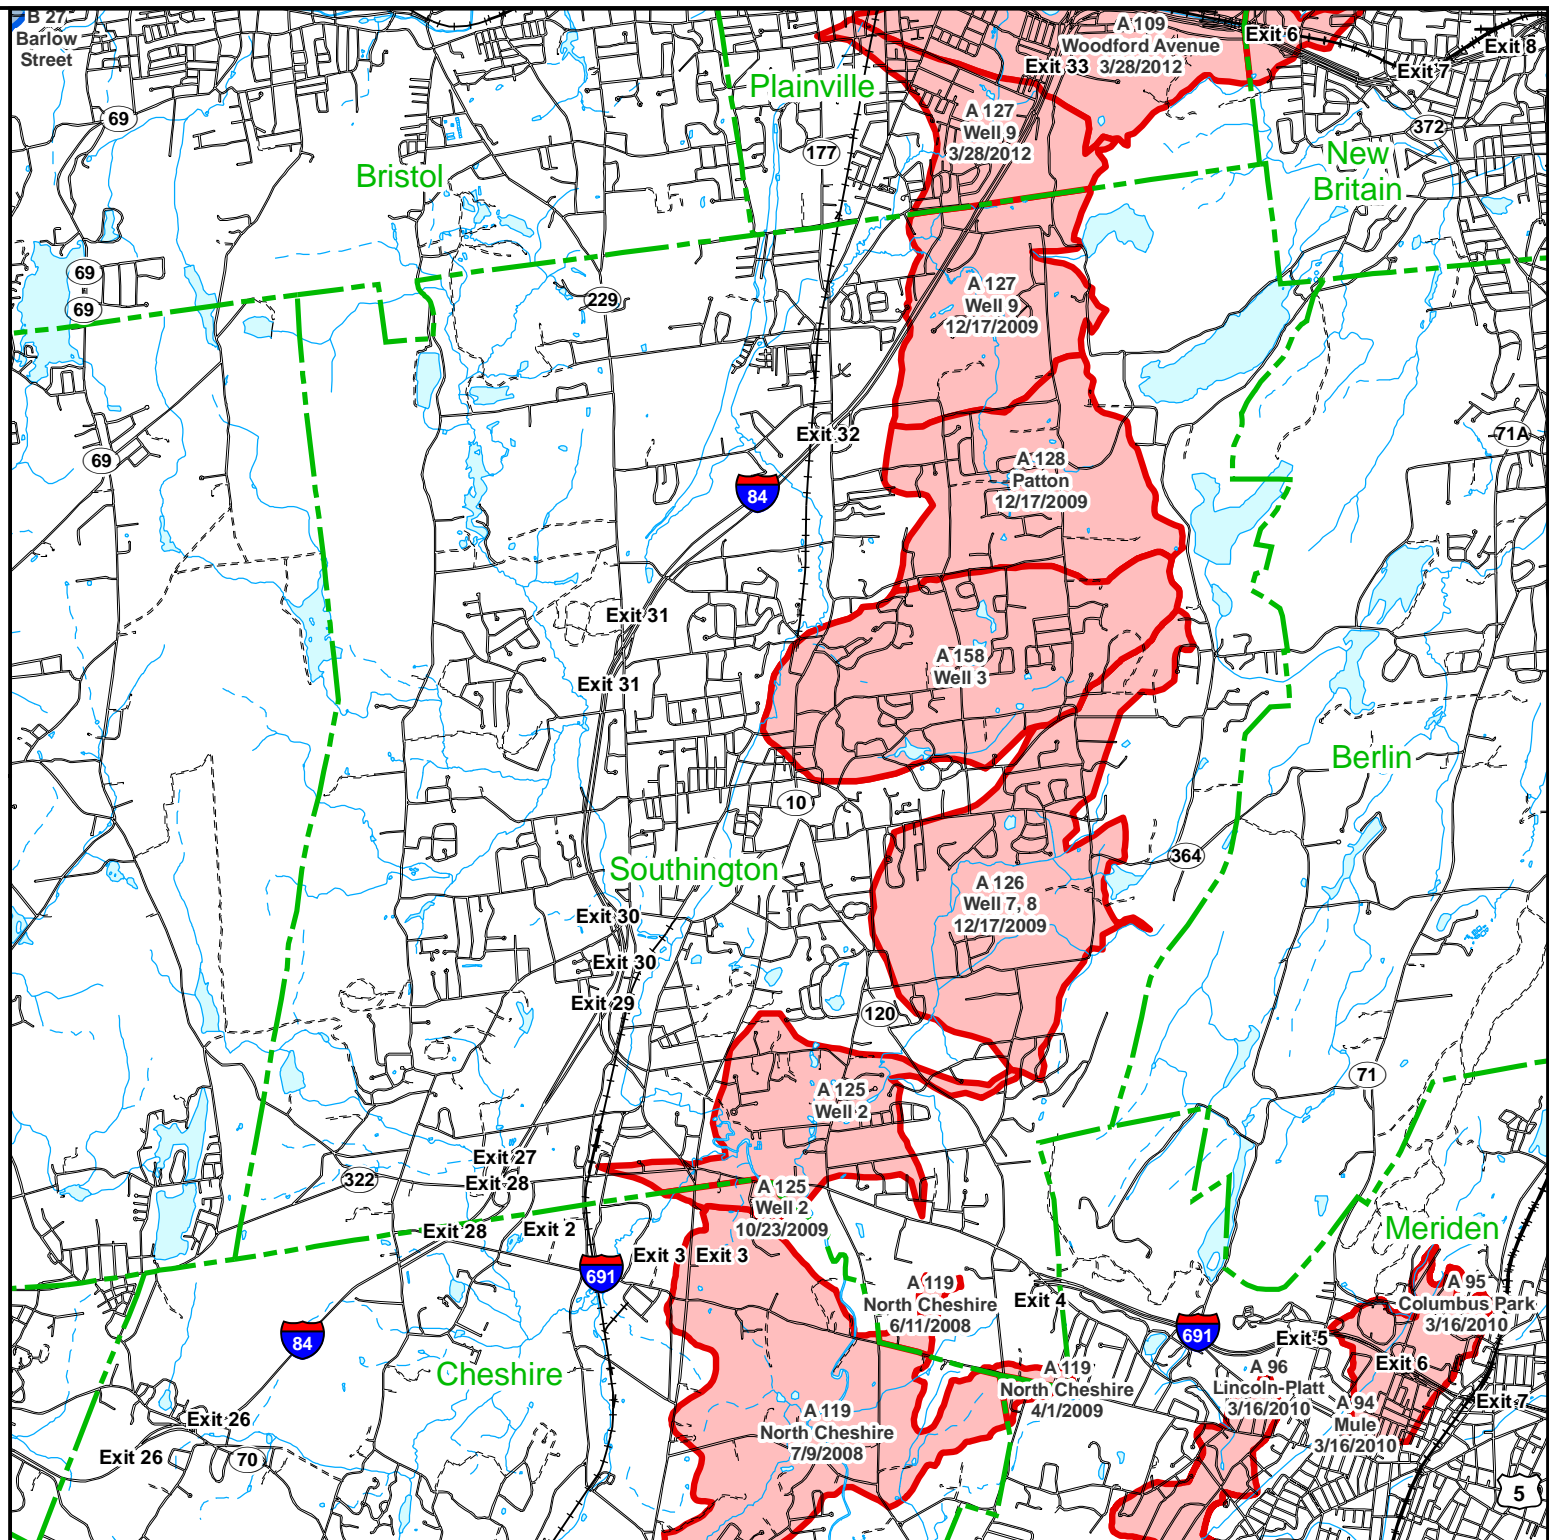 B 27
Barlow
Street
A 109
Woodford Avenue
3/28/2012
Exit 6
Exit 8
Exit 7
Exit 33
Plainville
69
A 127
Well 9
3/28/2012
372
177
New
Britain
Bristol
69
69
229
A 127
Well 9
12/17/2009
Exit 32
71A
69
A 128
Patton
12/17/2009
84
Exit 31
Exit 31
A 158
Well 3
Berlin
10
364
Southington
A 126
Well 7, 8
12/17/2009
Exit 30
Exit 30
Exit 29
120
71
A 125
Well 2
Exit 27
322
Exit 28
A 125
Well 2
10/23/2009
Exit 28
Exit 2
Exit 3
Exit 3
Meriden
691
A 119
North Cheshire
6/11/2008
Exit 4
A 95
Columbus Park
3/16/2010
84
691
Exit 5
Exit 6
Cheshire
A 119
North Cheshire
4/1/2009
A 96
Lincoln-Platt
3/16/2010
Exit 7
A 94
Mule
3/16/2010
Exit 26
A 119
North Cheshire
7/9/2008
Exit 26
70
5